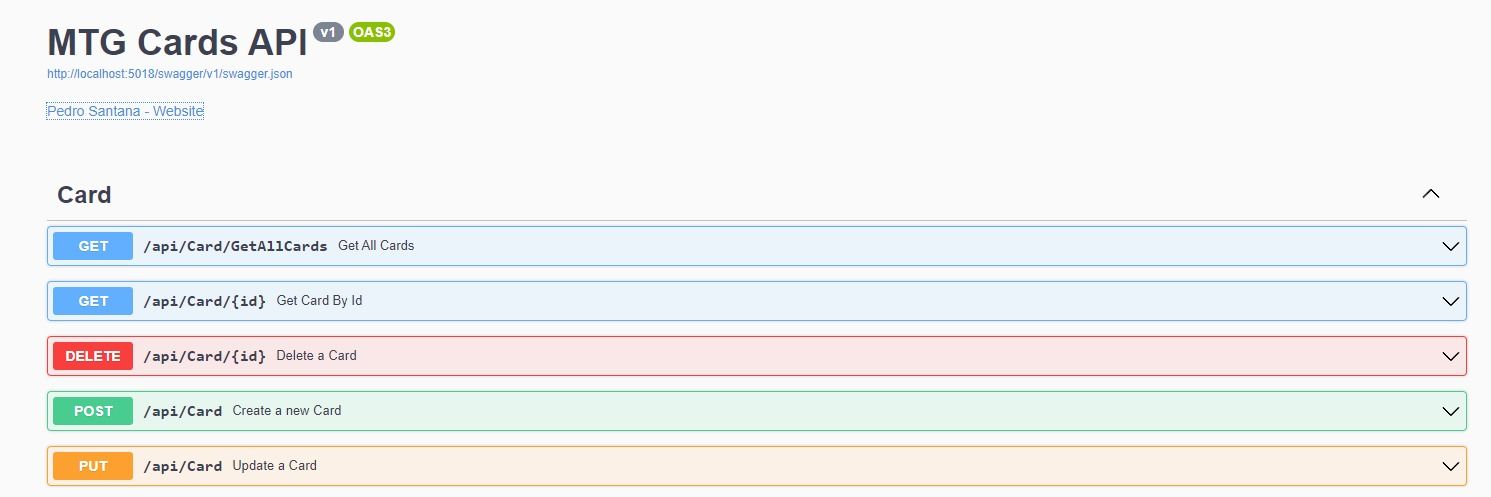 MTG Cards API v1 OAS3
http://localhost:5018/swagger/v1/swagger.json
Pedro Santana - Website
Card
GET /api/Card/GetAllCards Get All Cards
GET /api/Card/{id} Get Card By Id
DELETE /api/Card/{id} Delete a Card
POST /api/Card Create a new Card
PUT /api/Card Update a Card